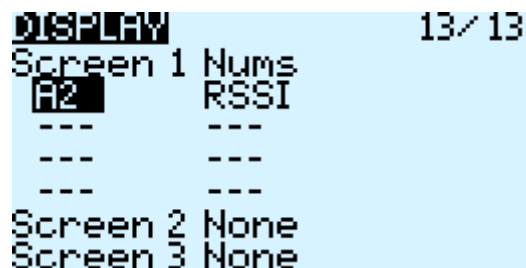 DISPLAY 13/13
Screen 1 Nums
A2 RSSI
--- ---
--- ---
--- ---
Screen 2 None
Screen 3 None